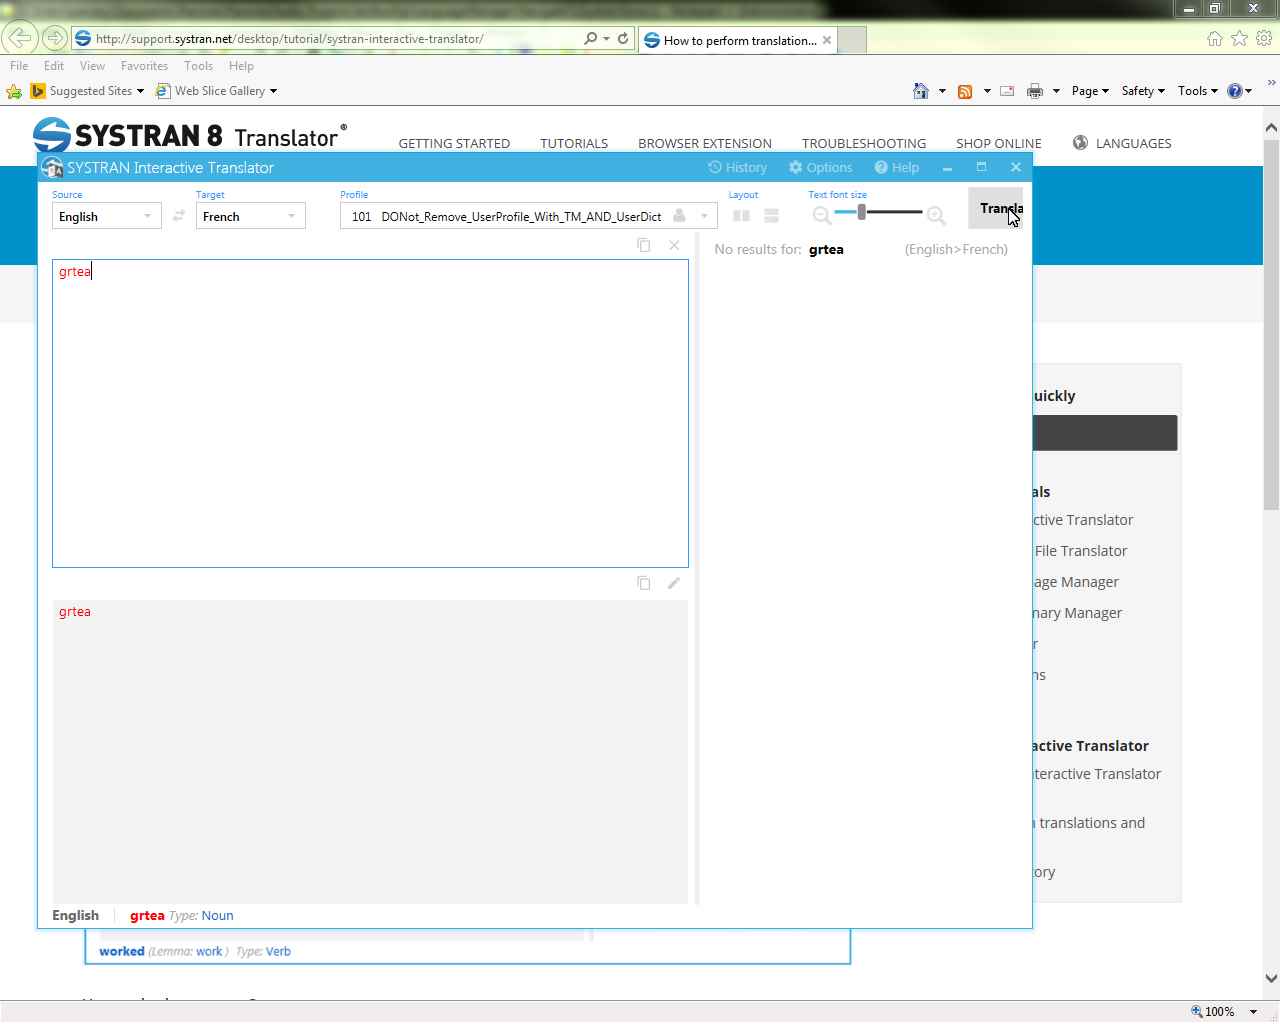 http://support.systran.net/desktop/tutorial/systran-interactive-translator/
How to perform translation...
File Edit View Favorites Tools Help
Suggested Sites Web Slice Gallery Page Safety Tools
SYSTRAN 8 Translator®
GETTING STARTED TUTORIALS BROWSER EXTENSION TROUBLESHOOTING SHOP ONLINE LANGUAGES
SYSTRAN Interactive Translator History Options Help
Source Target Profile Layout Text font size
English French 101 DONot_Remove_UserProfile_With_TM_AND_UserDict Transla
No results for: grtea (English>French)
grtea
uickly
als
ctive Translator
File Translator
age Manager
grtea
nary Manager
r
ns
active Translator
nteractive Translator
translations and
ory
English grtea Type: Noun
worked (Lemma: work ) Type: Verb
100%